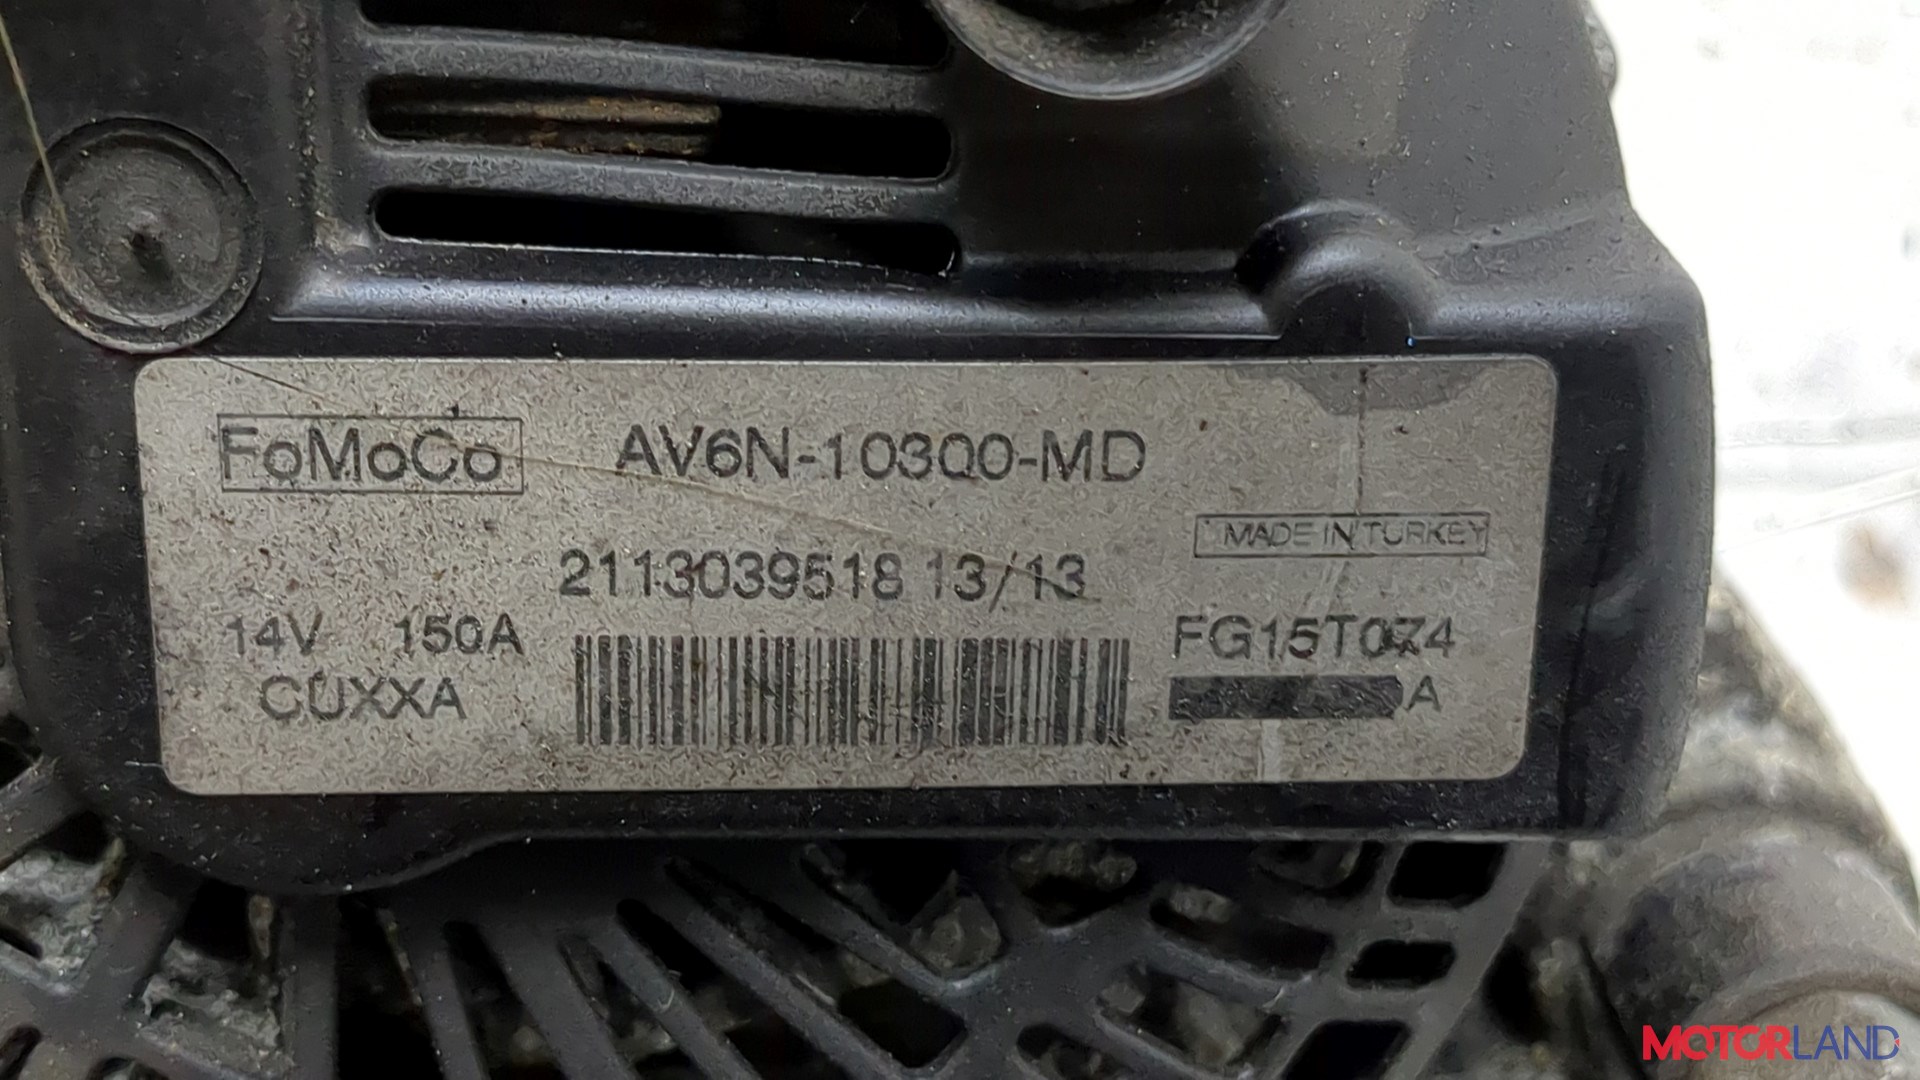 FoMoCo AV6N-10300-MD
MADE IN TURKEY
2113039518 13/13
14V 150A FG15T074
CUXXA A
MOTORLAND